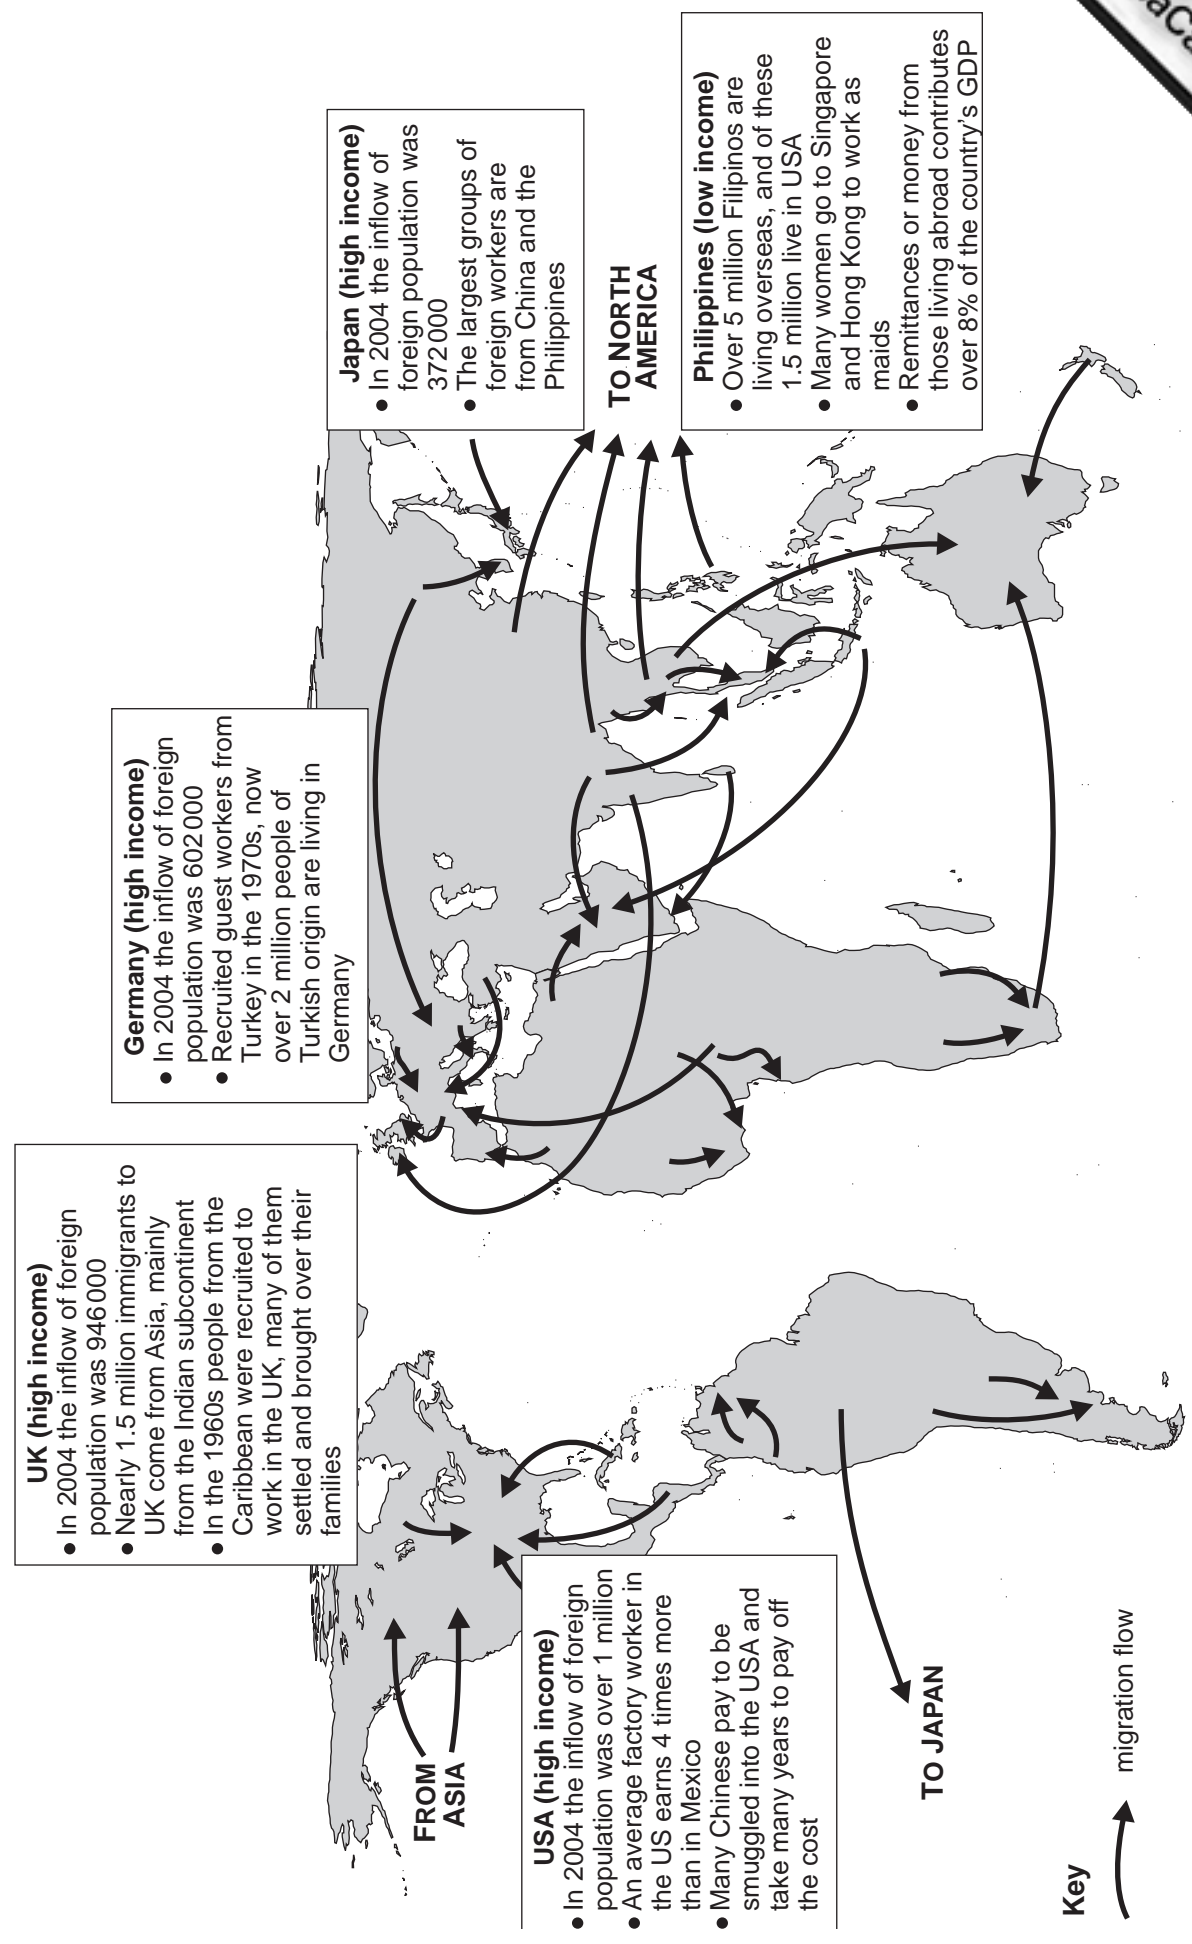 UK (high income)
● In 2004 the inflow of foreign
population was 946 000
● Nearly 1.5 million immigrants to
UK come from Asia, mainly
from the Indian subcontinent
● In the 1960s people from the
Caribbean were recruited to
work in the UK, many of them
settled and brought over their
families
Germany (high income)
● In 2004 the inflow of foreign
population was 602 000
● Recruited guest workers from
Turkey in the 1970s, now
over 2 million people of
Turkish origin are living in
Germany
Japan (high income)
● In 2004 the inflow of
foreign population was
372 000
● The largest groups of
foreign workers are
from China and the
Philippines
TO NORTH
AMERICA
Philippines (low income)
● Over 5 million Filipinos are
living overseas, and of these
1.5 million live in USA
● Many women go to Singapore
and Hong Kong to work as
maids
● Remittances or money from
those living abroad contributes
over 8% of the country's GDP
FROM
ASIA
USA (high income)
● In 2004 the inflow of foreign
population was over 1 million
● An average factory worker in
the US earns 4 times more
than in Mexico
● Many Chinese pay to be
smuggled into the USA and
take many years to pay off
the cost
TO JAPAN
Key
migration flow